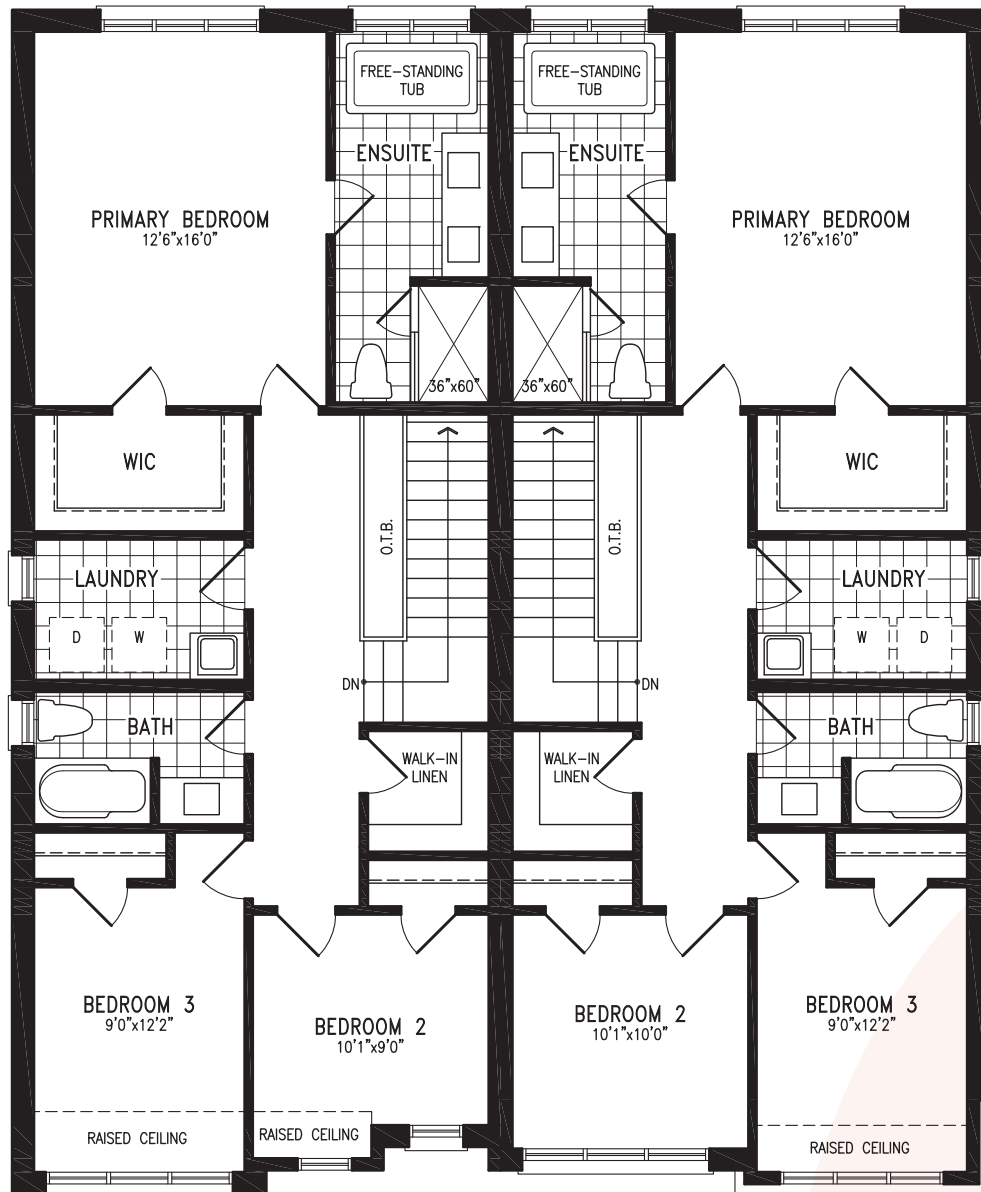 FREE-STANDING
TUB
FREE-STANDING
TUB
ENSUITE
ENSUITE
PRIMARY BEDROOM
12'6"x16'0"
PRIMARY BEDROOM
12'6"x16'0"
36"x60"
36"x60"
WIC
WIC
O.T.B.
O.T.B.
LAUNDRY
LAUNDRY
D
W
W
D
DN
DN
BATH
BATH
WALK-IN
LINEN
WALK-IN
LINEN
BEDROOM 3
9'0"x12'2"
BEDROOM 2
10'1"x9'0"
BEDROOM 2
10'1"x10'0"
BEDROOM 3
9'0"x12'2"
RAISED CEILING
RAISED CEILING
RAISED CEILING